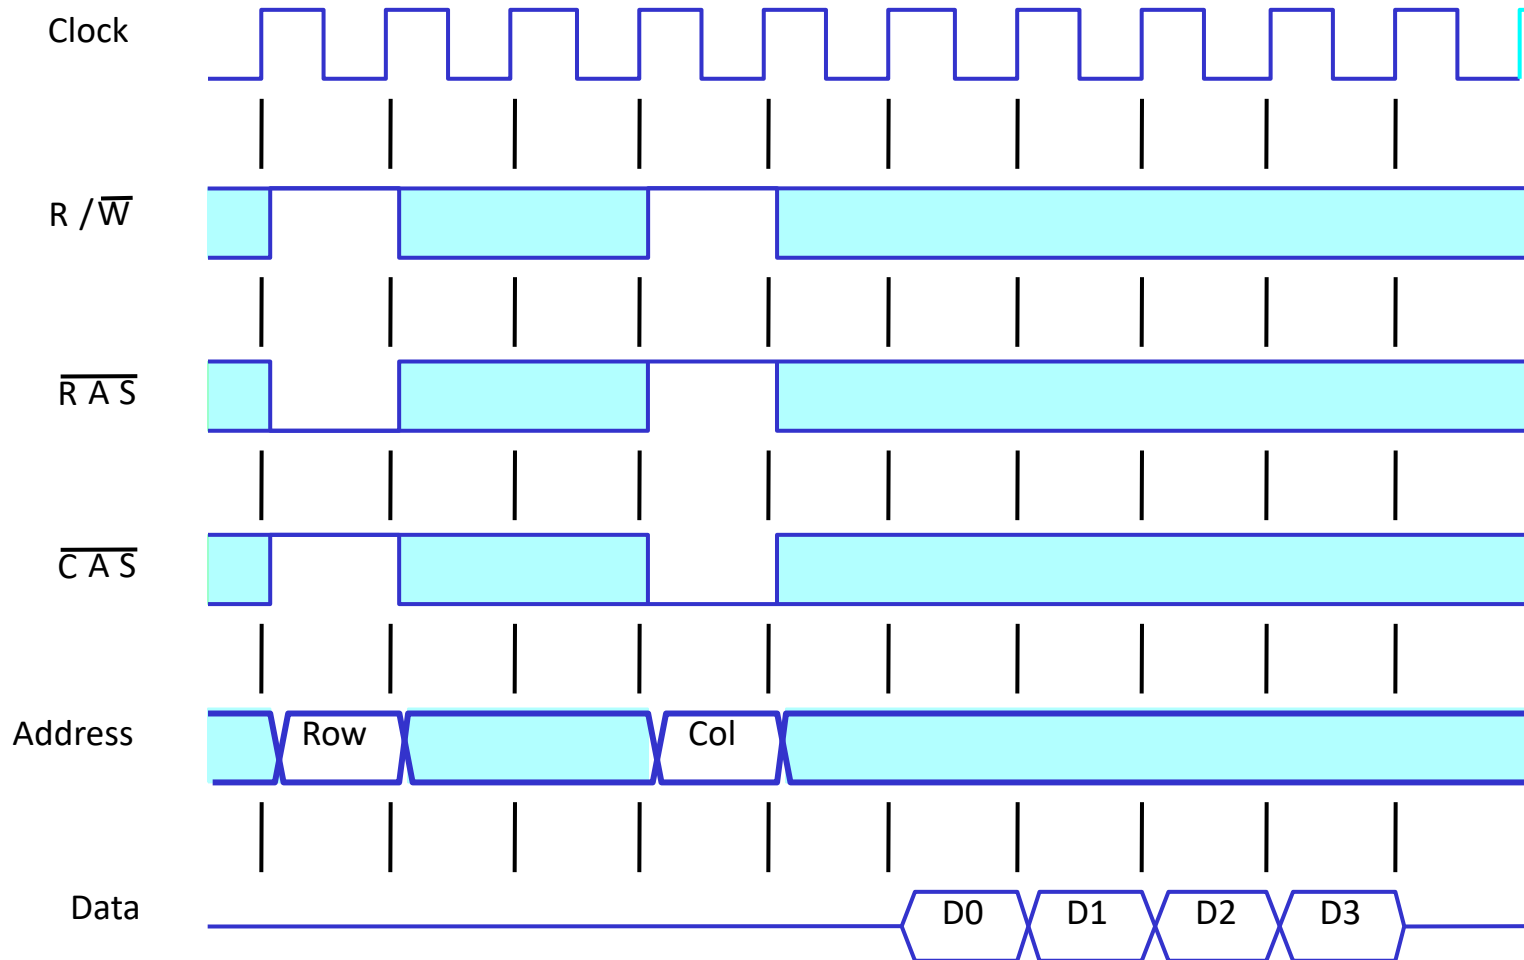 Clock
R / W̅
R̅ A̅ S̅
C̅ A̅ S̅
Address
Row
Col
Data
D0
D1
D2
D3